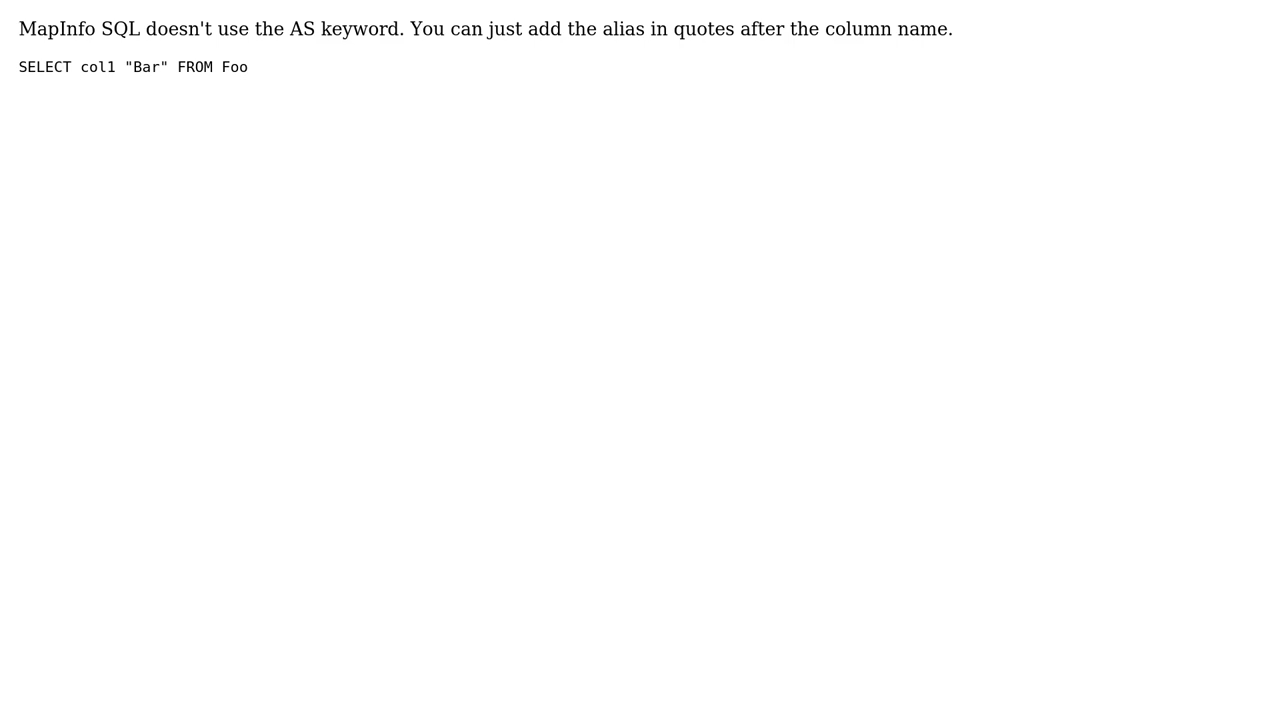 MapInfo SQL doesn't use the AS keyword. You can just add the alias in quotes after the column name.
SELECT col1 "Bar" FROM Foo